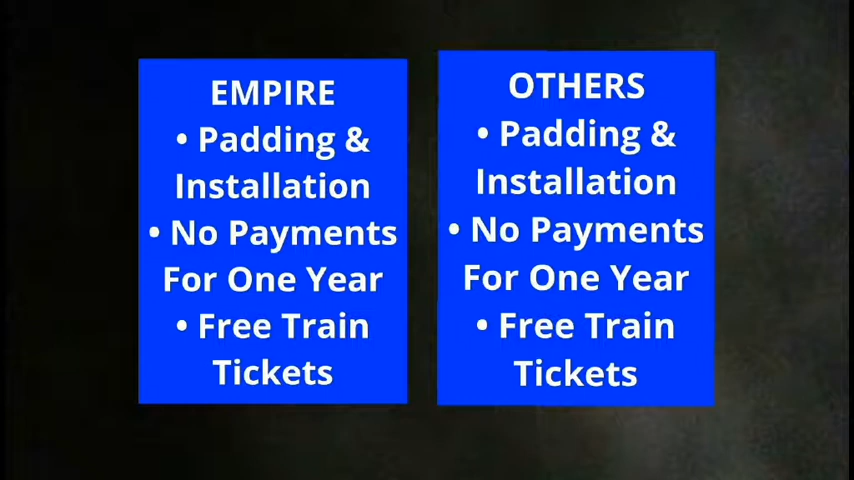 EMPIRE
• Padding &
Installation
• No Payments
For One Year
• Free Train
Tickets
OTHERS
• Padding &
Installation
• No Payments
For One Year
• Free Train
Tickets